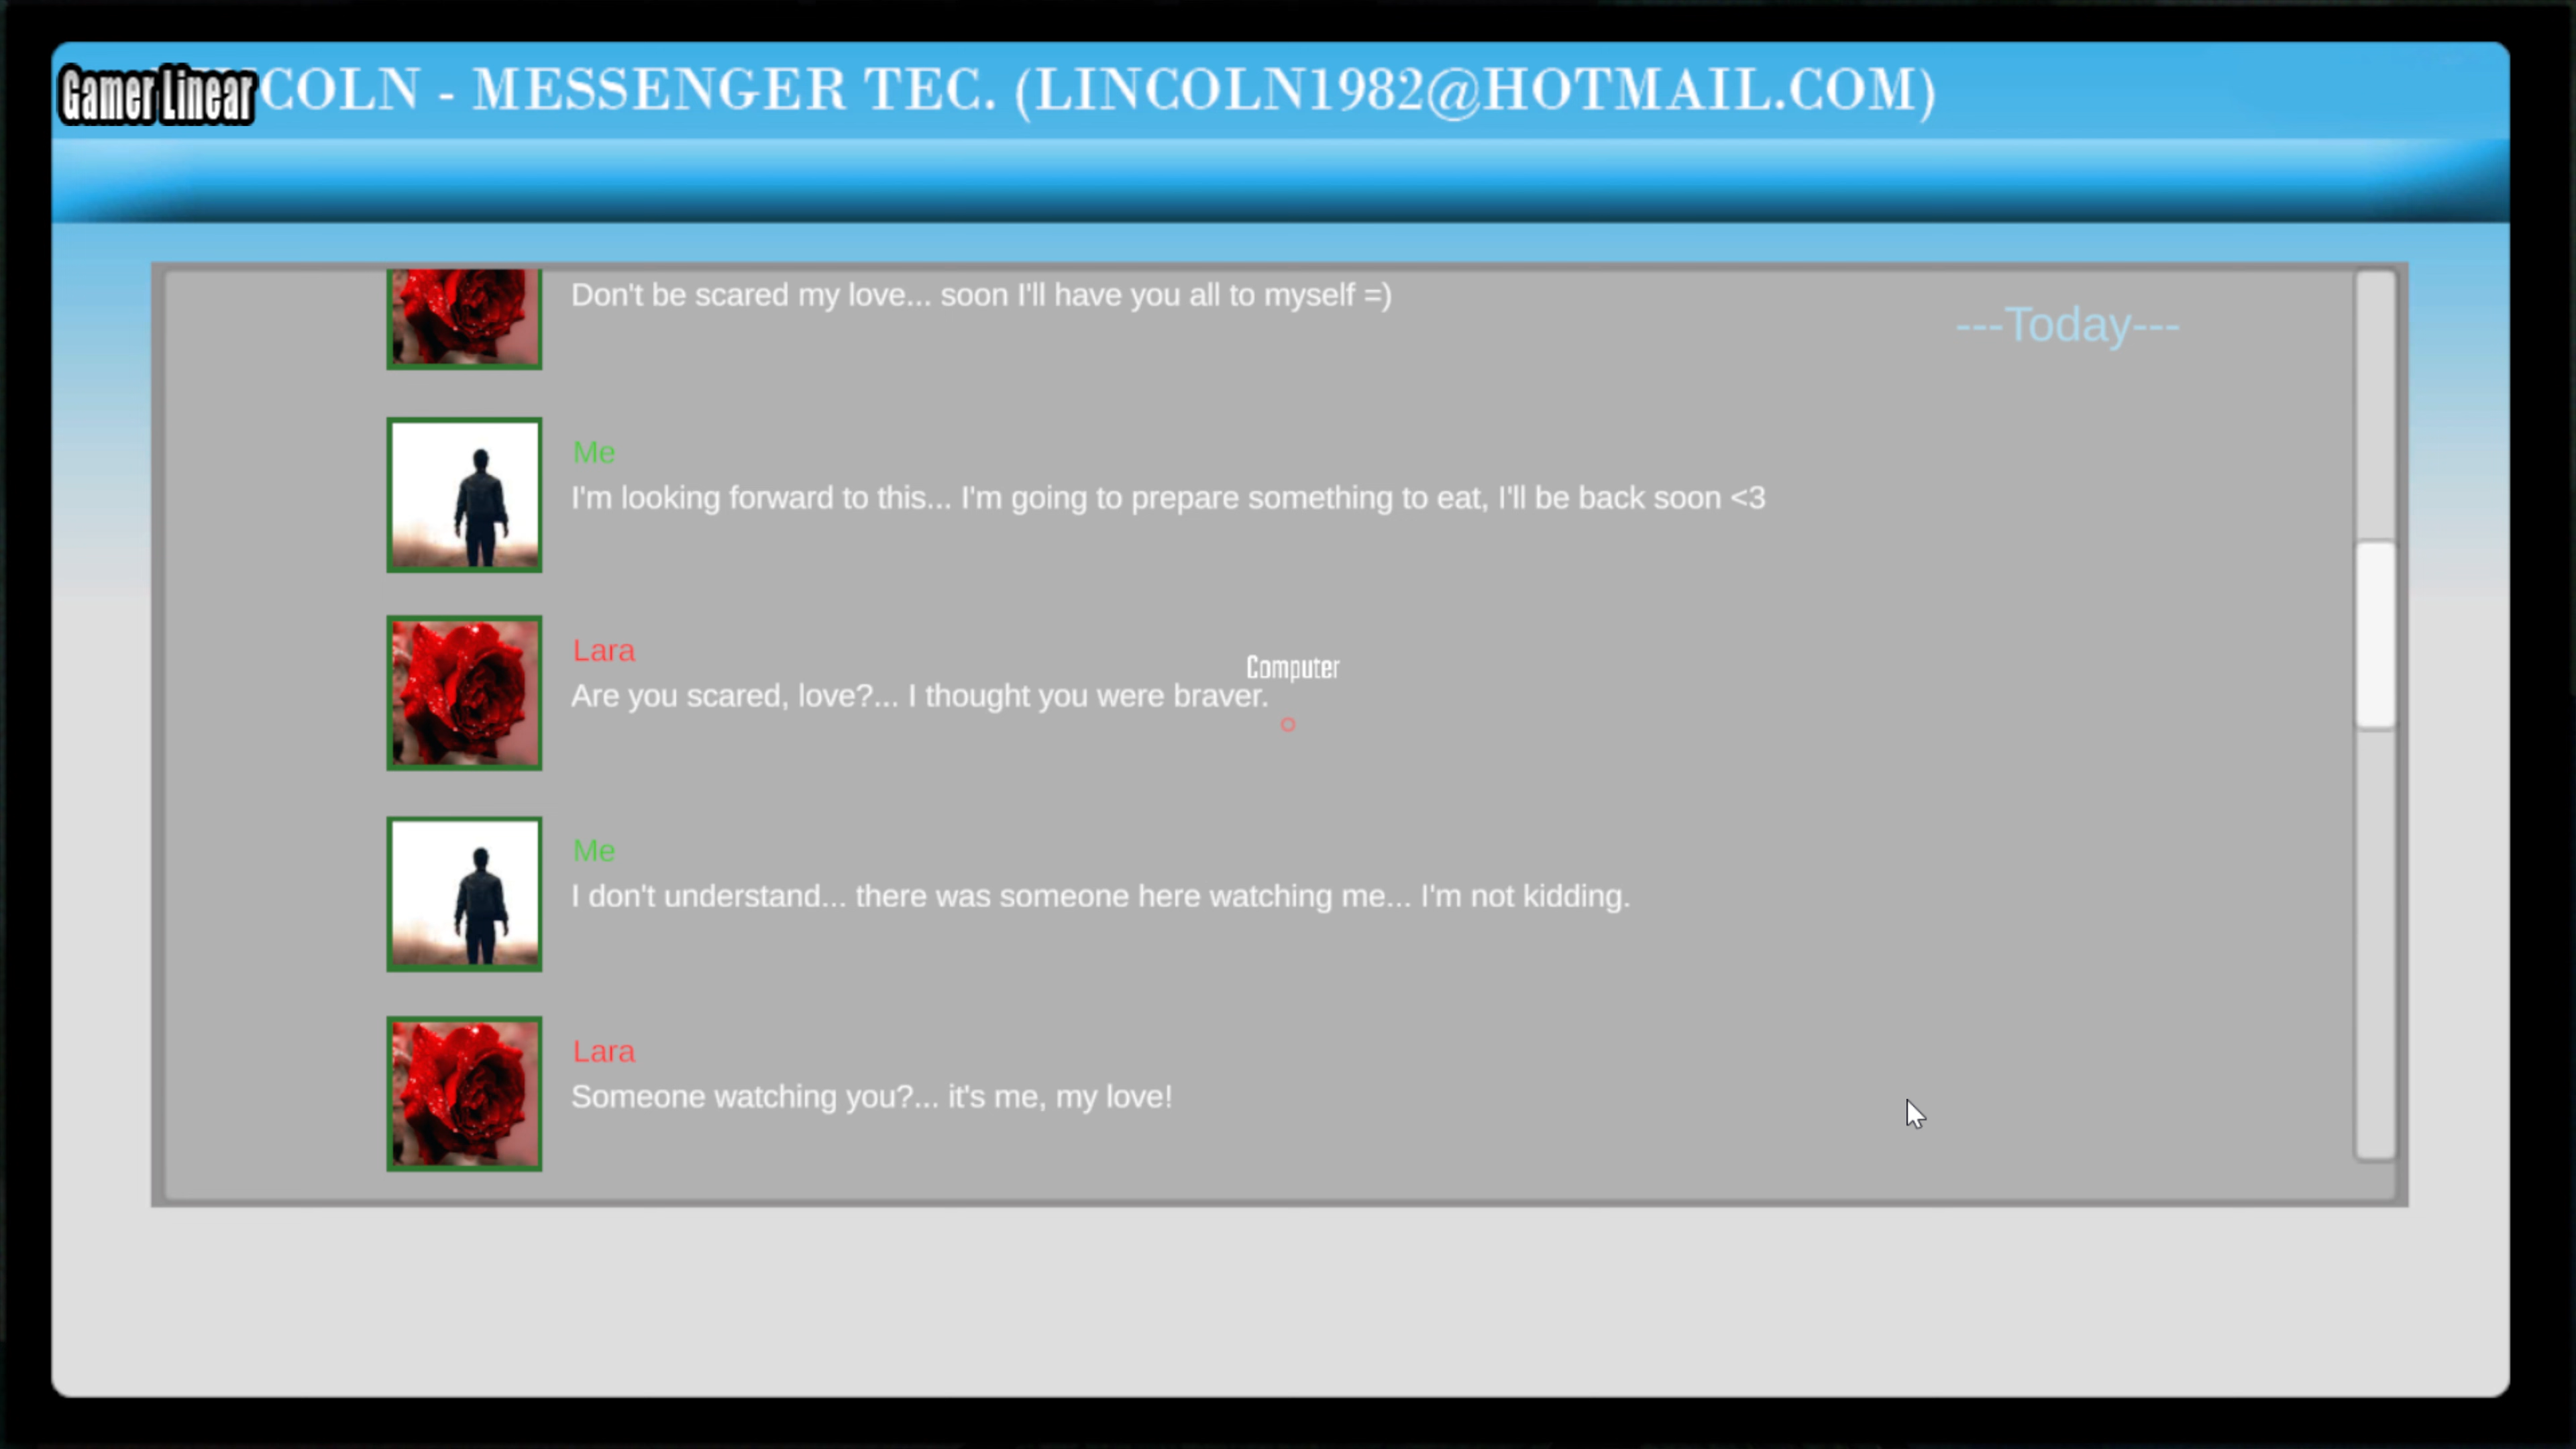 Gamer Linear
COLN - MESSENGER TEC. (LINCOLN1982@HOTMAIL.COM)
Don't be scared my love... soon I'll have you all to myself =)
---Today---
Me
I'm looking forward to this... I'm going to prepare something to eat, I'll be back soon <3
Lara
Computer
Are you scared, love?... I thought you were braver.
Me
I don't understand... there was someone here watching me... I'm not kidding.
Lara
Someone watching you?... it's me, my love!